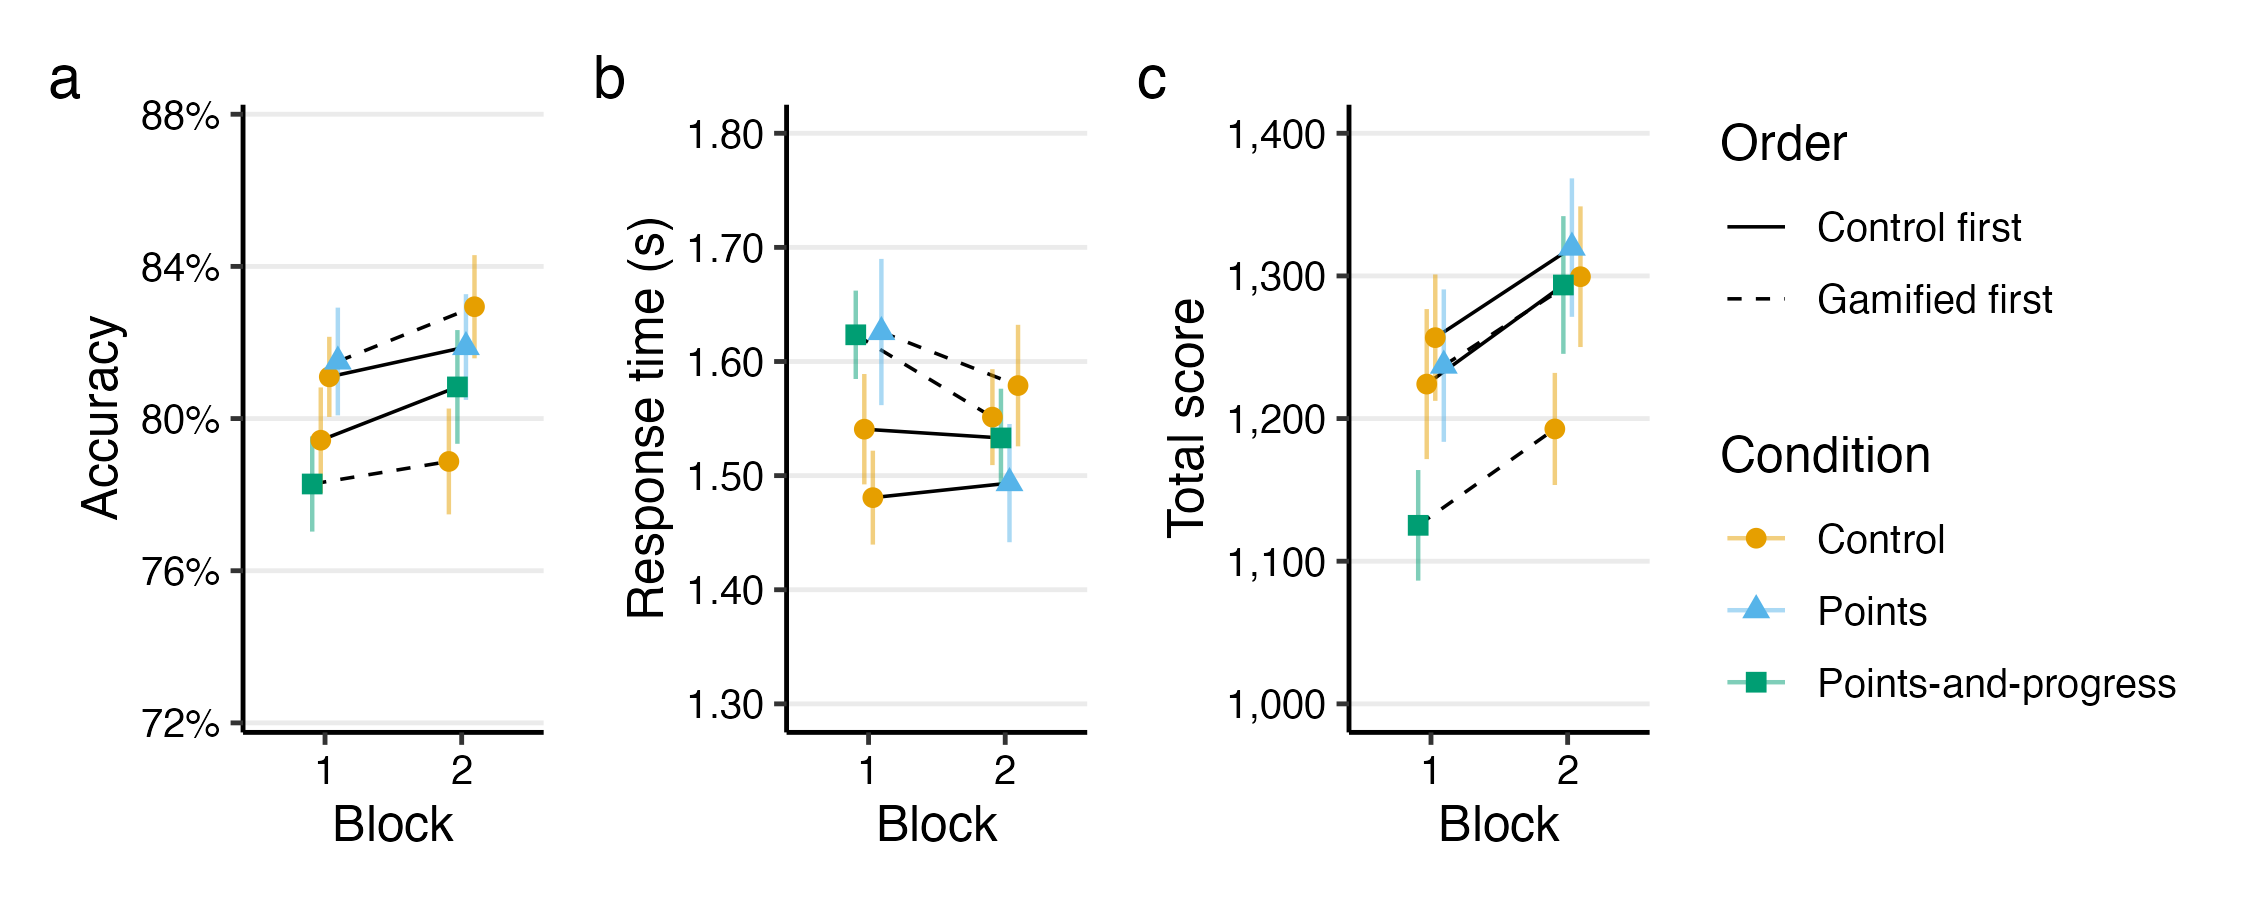 a
88%
84%
80%
76%
72%
Accuracy
1
2
Block
b
1.80
1.70
1.60
1.50
1.40
1.30
Response time (s)
1
2
Block
c
1,400
1,300
1,200
1,100
1,000
Total score
1
2
Block
Order
Control first
Gamified first
Condition
Control
Points
Points-and-progress